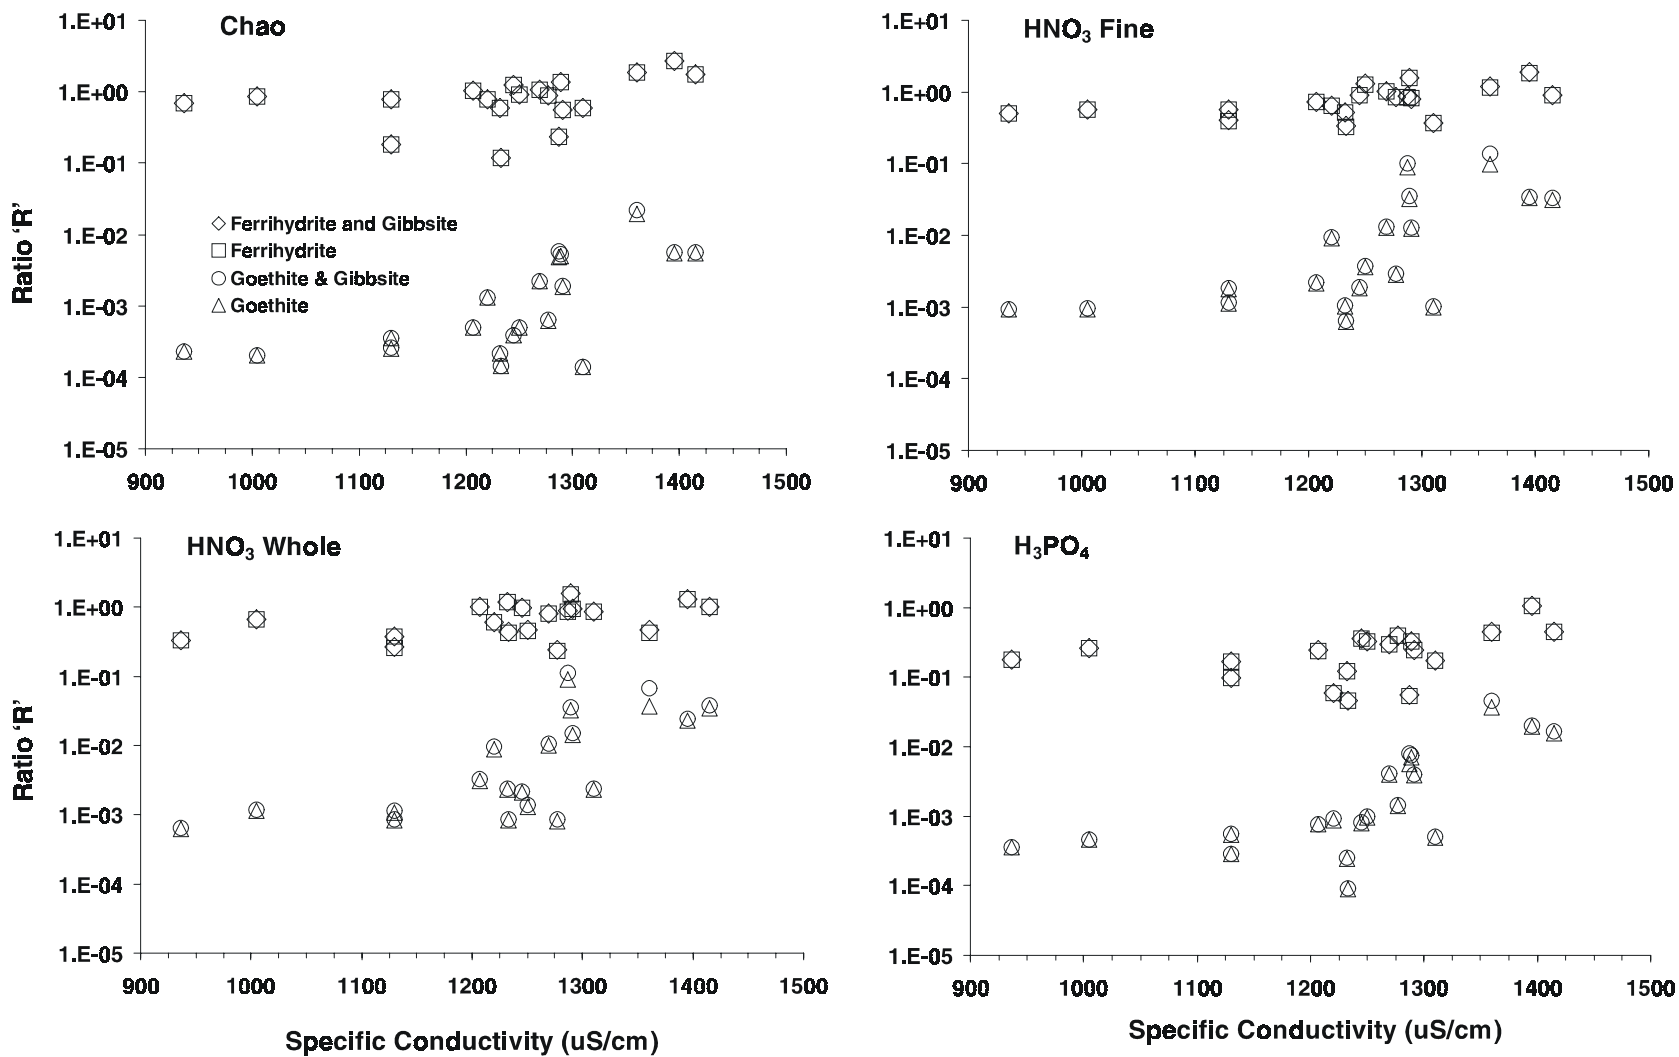 Chao
1.E+01
1.E+00
1.E-01
1.E-02
1.E-03
1.E-04
1.E-05
Ratio ‘R’
Ferrihydrite and Gibbsite
Ferrihydrite
Goethite & Gibbsite
Goethite
900 1000 1100 1200 1300 1400 1500
HNO3 Fine
1.E+01
1.E+00
1.E-01
1.E-02
1.E-03
1.E-04
1.E-05
900 1000 1100 1200 1300 1400 1500
HNO3 Whole
1.E+01
1.E+00
1.E-01
1.E-02
1.E-03
1.E-04
1.E-05
Ratio ‘R’
900 1000 1100 1200 1300 1400 1500
Specific Conductivity (uS/cm)
H3PO4
1.E+01
1.E+00
1.E-01
1.E-02
1.E-03
1.E-04
1.E-05
900 1000 1100 1200 1300 1400 1500
Specific Conductivity (uS/cm)